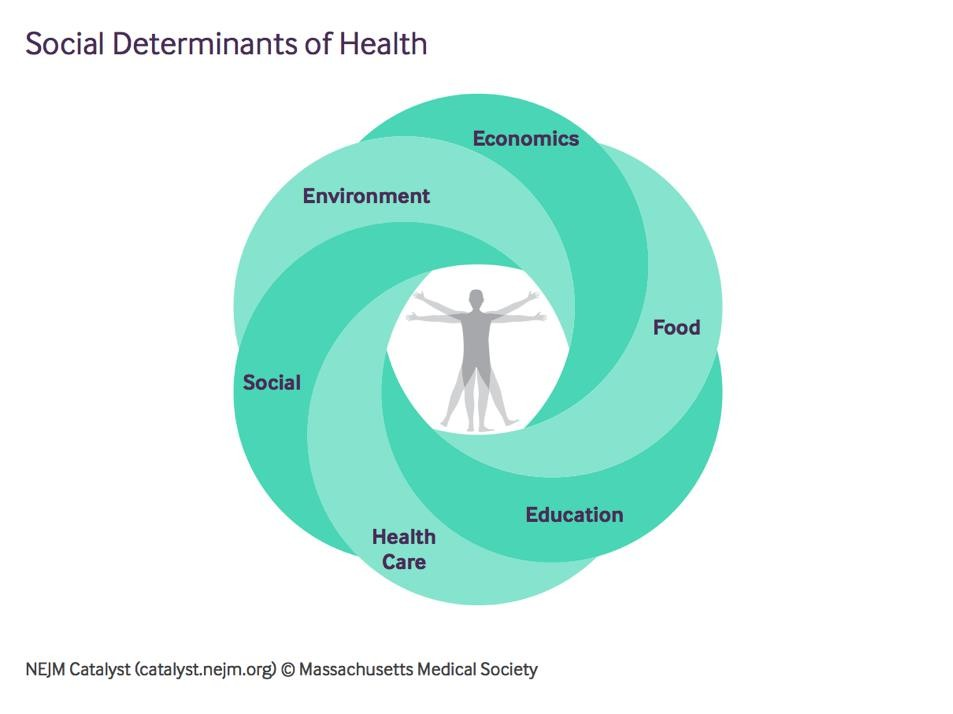 Social Determinants of Health
Economics
Environment
Food
Social
Education
Health
Care
NEJM Catalyst (catalyst.nejm.org) © Massachusetts Medical Society